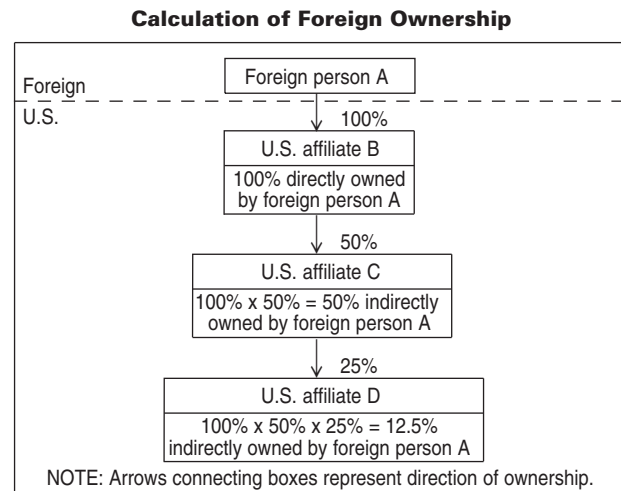 Calculation of Foreign Ownership
Foreign person A
Foreign
U.S.
100%
U.S. affiliate B
100% directly owned
by foreign person A
50%
U.S. affiliate C
100% x 50% = 50% indirectly
owned by foreign person A
25%
U.S. affiliate D
100% x 50% x 25% = 12.5%
indirectly owned by foreign person A
NOTE: Arrows connecting boxes represent direction of ownership.